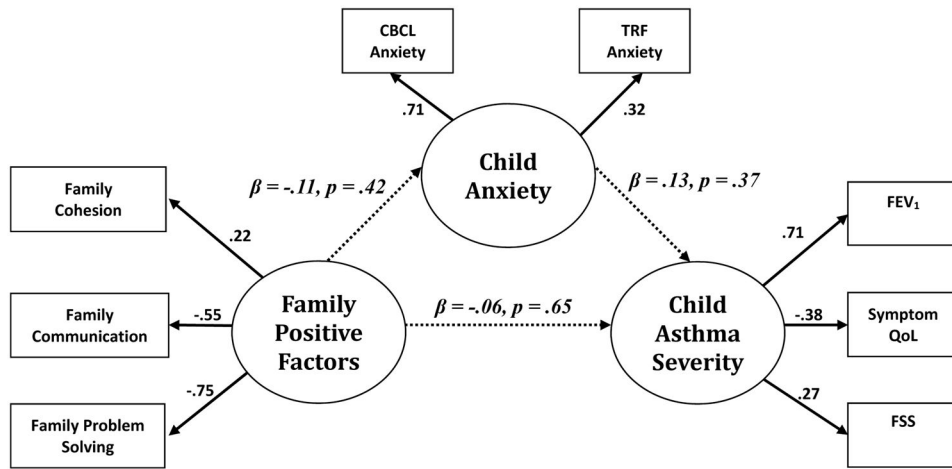 CBCL
Anxiety
TRF
Anxiety
.71
.32
Child
Anxiety
β = -.11, p = .42
β = .13, p = .37
Family
Cohesion
FEV₁
.22
.71
Family
Communication
-.55
Family
Positive
Factors
β = -.06, p = .65
Child
Asthma
Severity
-.38
Symptom
QoL
-.75
.27
Family Problem
Solving
FSS